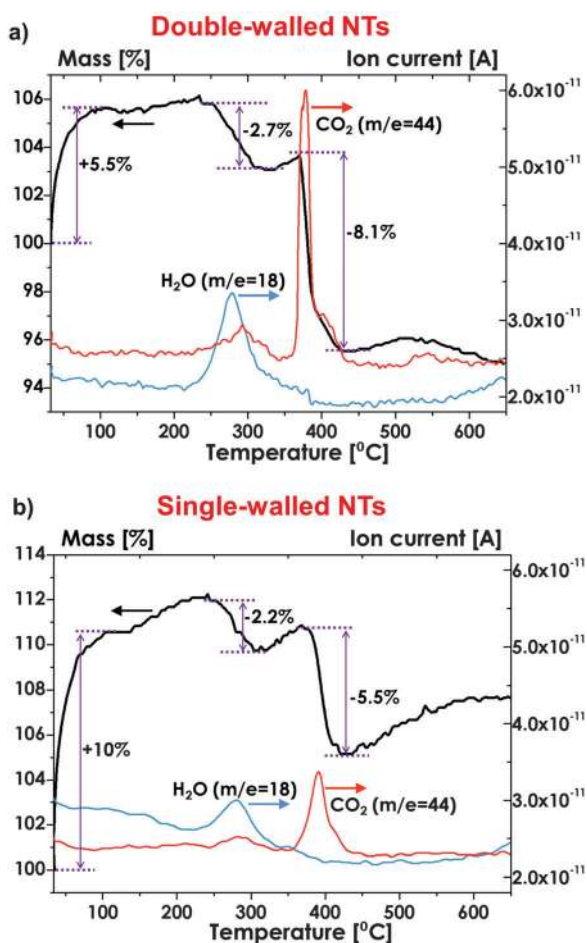 a)
Double-walled NTs
Mass [%]
Ion current [A]
106
104
102
100
98
96
94
6.0x10⁻¹¹
5.0x10⁻¹¹
4.0x10⁻¹¹
3.0x10⁻¹¹
2.0x10⁻¹¹
+5.5%
-2.7%
CO₂ (m/e=44)
-8.1%
H₂O (m/e=18)
100 200 300 400 500 600
Temperature [⁰C]
b)
Single-walled NTs
Mass [%]
Ion current [A]
114
112
110
108
106
104
102
100
6.0x10⁻¹¹
5.0x10⁻¹¹
4.0x10⁻¹¹
3.0x10⁻¹¹
2.0x10⁻¹¹
-2.2%
-5.5%
+10%
H₂O (m/e=18)
CO₂ (m/e=44)
100 200 300 400 500 600
Temperature [⁰C]